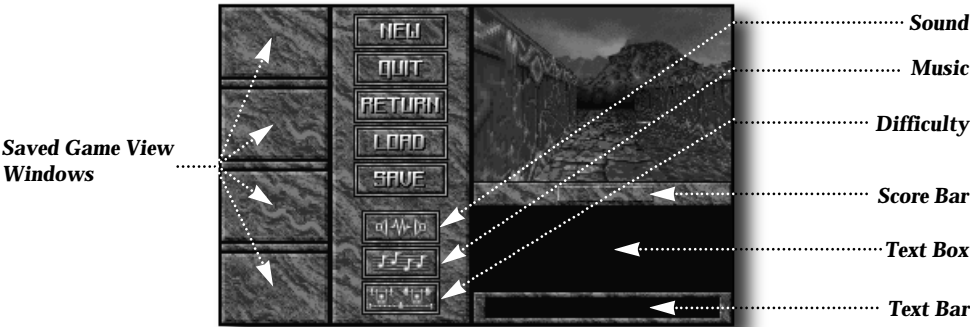 Saved Game View
Windows
NEW
QUIT
RETURN
LOAD
SAVE
Sound
Music
Difficulty
Score Bar
Text Box
Text Bar